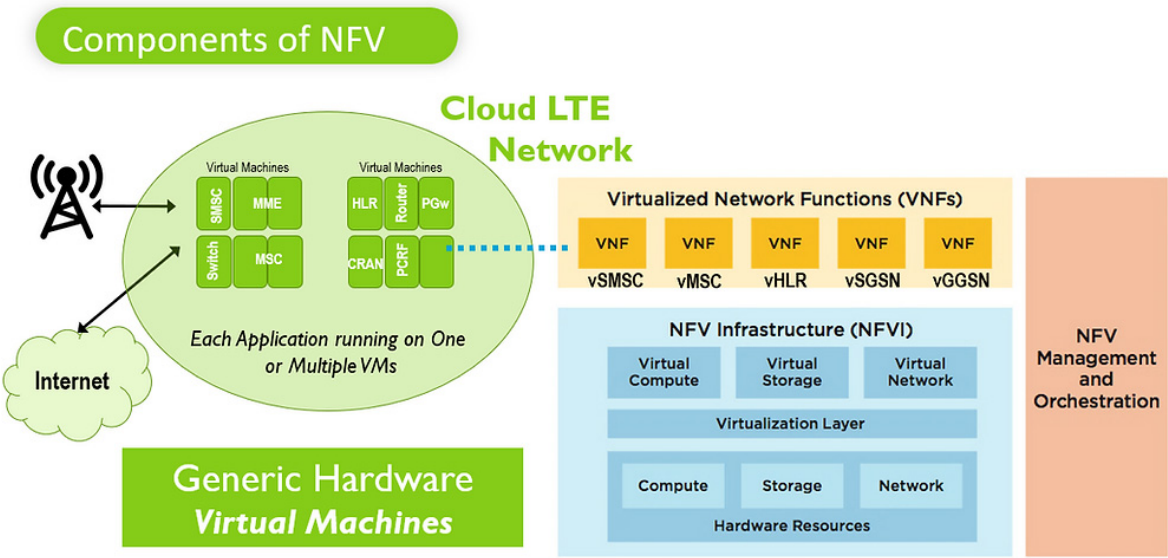 Components of NFV
Cloud LTE
Network
Virtual Machines
SMSC
MME
Switch
MSC
Virtual Machines
HLR
Router
PGw
CRAN
PCRF
Each Application running on One
or Multiple VMs
Internet
Generic Hardware
Virtual Machines
Virtualized Network Functions (VNFs)
VNF VNF VNF VNF VNF
vSMSC vMSC vHLR vSGSN vGGSN
NFV Infrastructure (NFVI)
Virtual
Compute
Virtual
Storage
Virtual
Network
Virtualization Layer
Compute Storage Network
Hardware Resources
NFV
Management
and
Orchestration